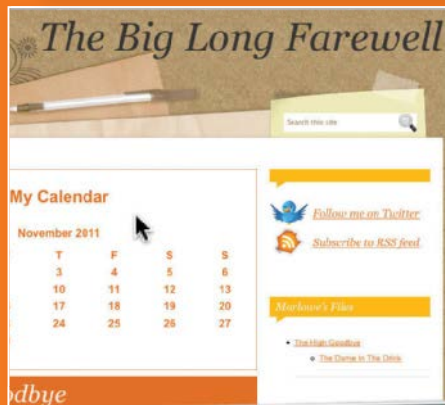 The Big Long Farewell
Search this site
My Calendar
November 2011
T F S S
3 4 5 6
10 11 12 13
17 18 19 20
24 25 26 27
Follow me on Twitter
Subscribe to RSS feed
Marlowe's Files
The High Goodbye
The Dame In The Drink
odbye